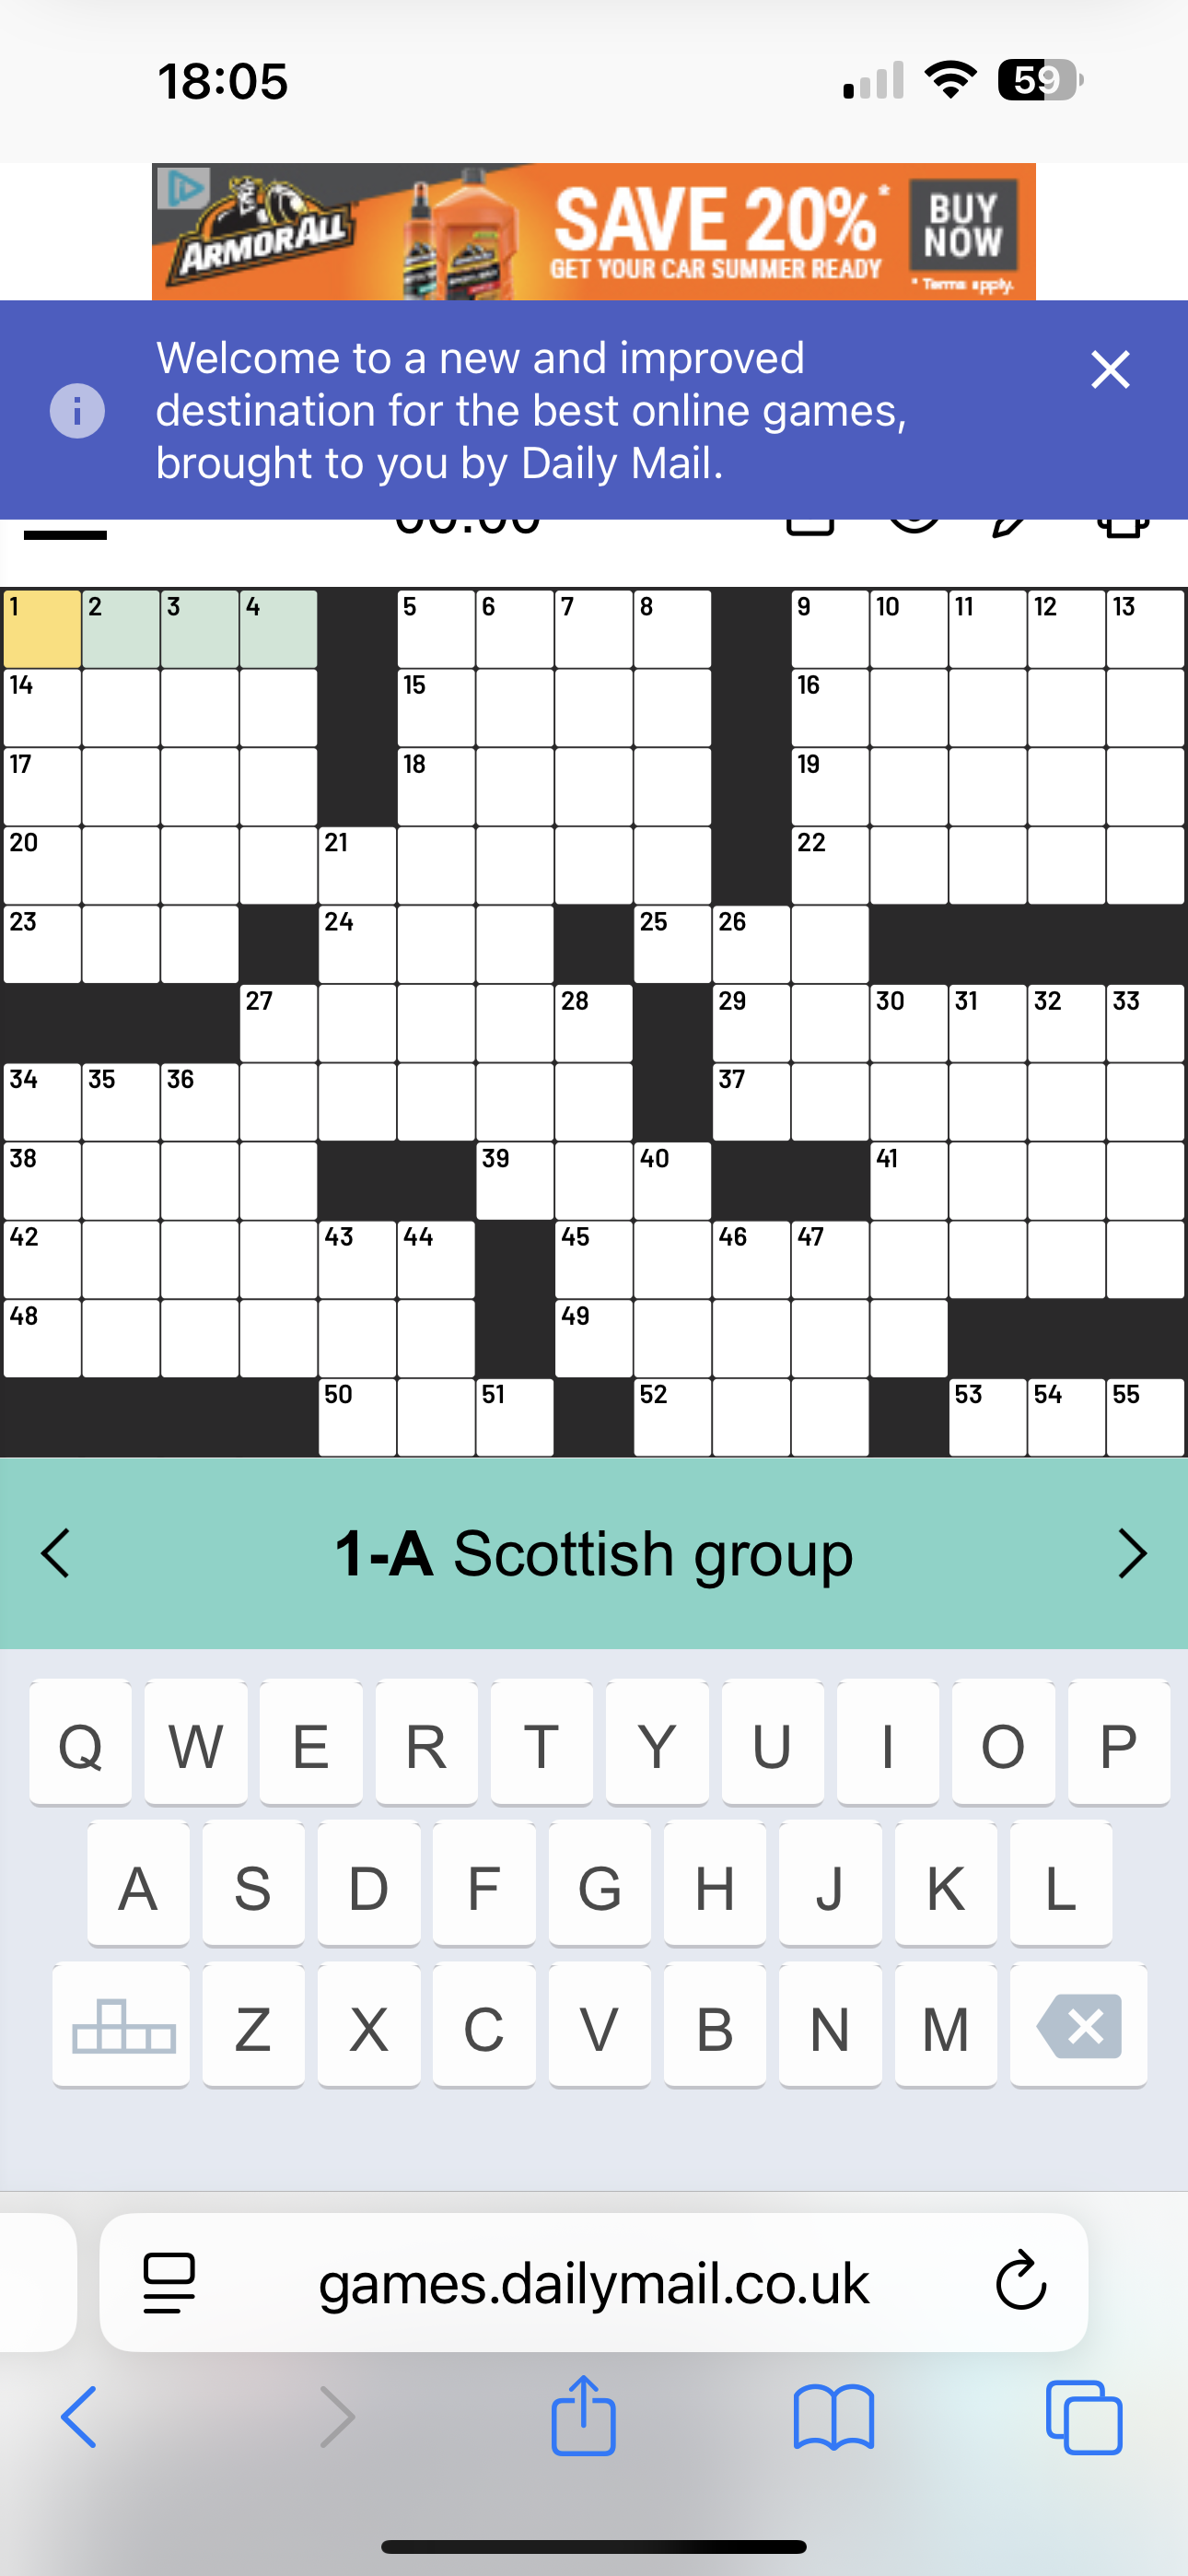 18:05
59
ARMORALL
SAVE 20%*
GET YOUR CAR SUMMER READY
BUY
NOW
* Terms apply.
Welcome to a new and improved
destination for the best online games,
brought to you by Daily Mail.
1 2 3 4 5 6 7 8 9 10 11 12 13
14 15 16
17 18 19
20 21 22
23 24 25 26
27 28 29 30 31 32 33
34 35 36 37
38 39 40 41
42 43 44 45 46 47
48 49
50 51 52 53 54 55
1-A Scottish group
Q W E R T Y U I O P
A S D F G H J K L
Z X C V B N M
games.dailymail.co.uk